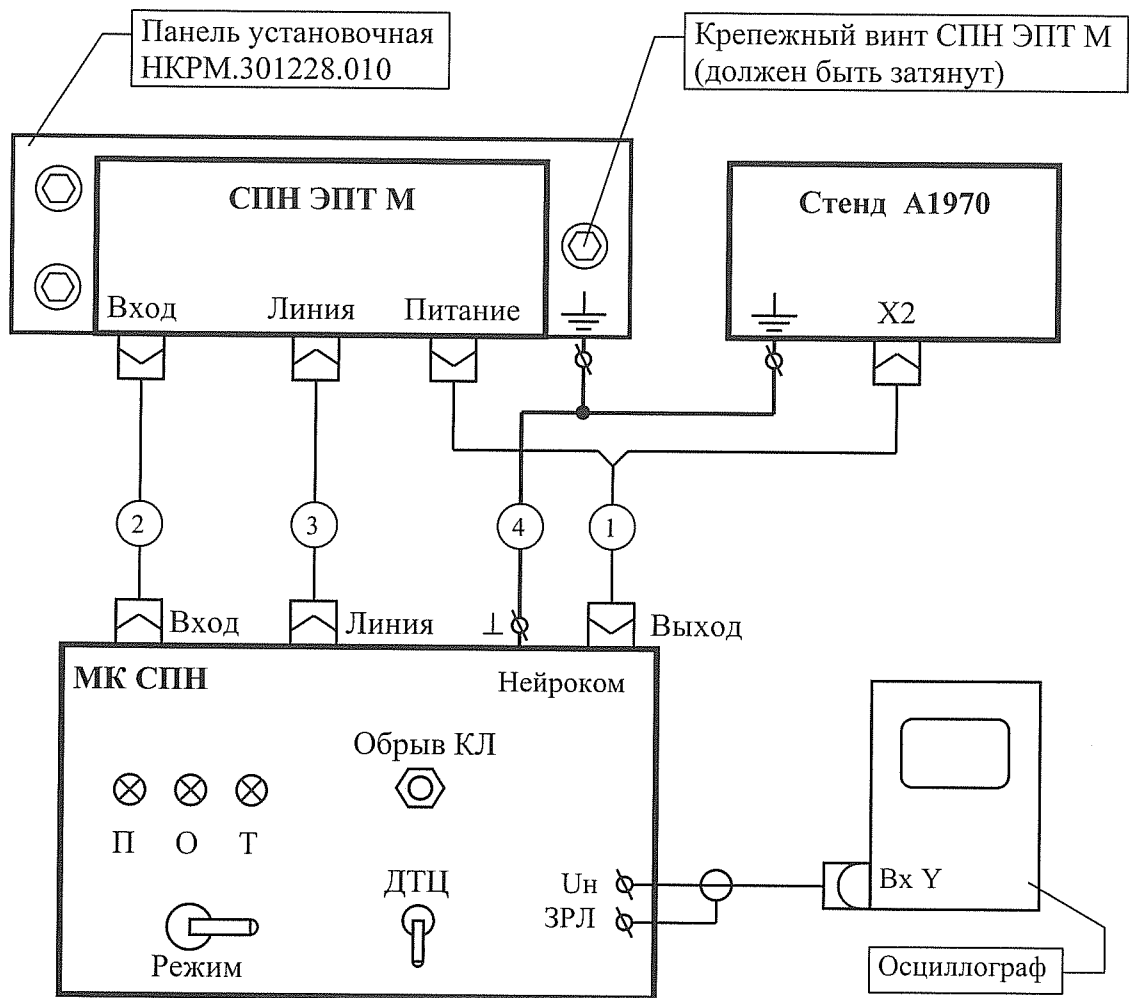 Панель установочная
НКРМ.301228.010
Крепежный винт СПН ЭПТ М
(должен быть затянут)
СПН ЭПТ М
Вход
Линия
Питание
Стенд А1970
X2
2
3
4
1
Вход
Линия
⊥
Выход
МК СПН
Нейроком
Обрыв КЛ
П О Т
ДТЦ
Режим
Uн
ЗРЛ
Вх Y
Осциллограф